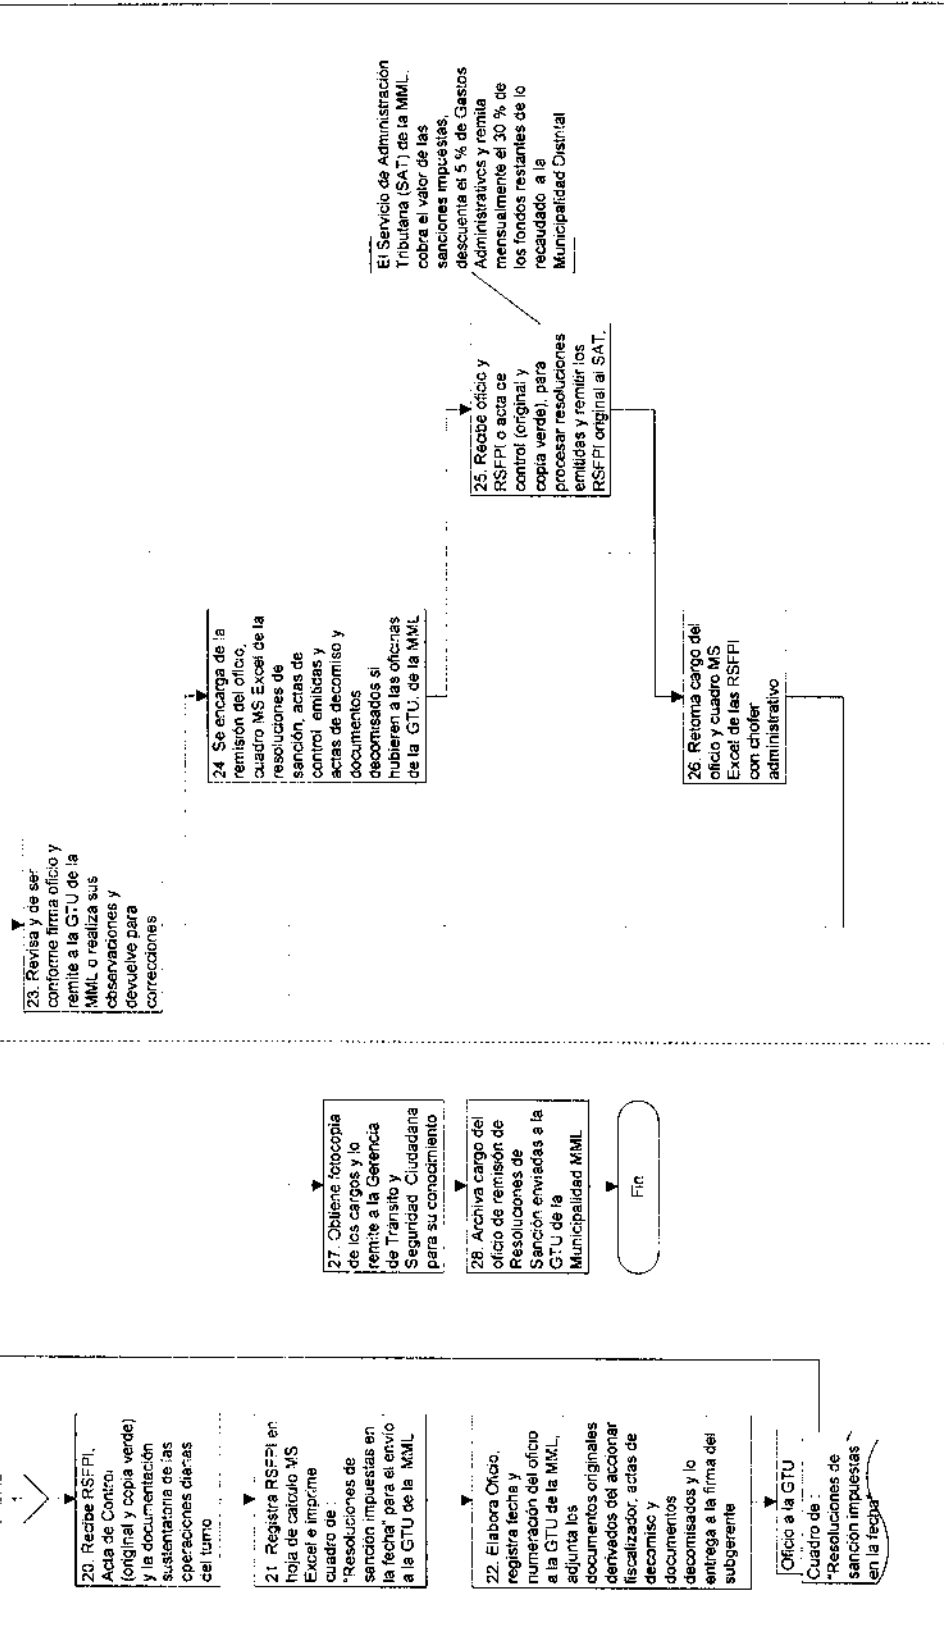 20. Recibe RSFPI,
Acta de Control
(original y copia verde)
y la documentación
sustentatoria de las
operaciones diarias
del turno
21 Registra RSFPI en
hoja de calculo MS
Excel e imprime
cuadro de :
"Resoluciones de
sanción impuestas en
la fecha" para el envío
a la GTU de la MML
22. Elabora Oficio,
registra fecha y
numeración del oficio
a la GTU de la MML,
adjunta los
documentos originales
derivados del accionar
fiscalizador, actas de
decomiso y
documentos
decomisados y lo
entrega a la firma del
subgerente
Oficio a la GTU
Cuadro de :
"Resoluciones de
sanción impuestas
en la fecha"
23. Revisa y de ser
conforme firma oficio y
remite a la GTU de la
MML o realiza sus
observaciones y
devuelve para
correcciones
24 Se encarga de la
remisión del oficio,
cuadro MS Excel de la
resoluciones de
sanción, actas de
control emitidas y
actas de decomiso y
documentos
decomisados si
hubieren a las oficinas
de la GTU. de la MML
25. Recibe oficio y
RSFPI o acta de
control (original y
copia verde), para
procesar resoluciones
emitidas y remitir los
RSFPI original al SAT.
El Servicio de Administración
Tributaria (SAT) de la MML.
cobra el valor de las
sanciones impuestas,
descuenta el 5 % de Gastos
Administrativos y remita
mensualmente el 30 % de
los fondos restantes de lo
recaudado a la
Municipalidad Distrital
26. Retorna cargo del
oficio y cuadro MS
Excel de las RSFPI
con chofer
administrativo
27. Obtiene fotocopia
de los cargos y lo
remite a la Gerencia
de Tránsito y
Seguridad Ciudadana
para su conocimiento
28. Archiva cargo del
oficio de remisión de
Resoluciones de
Sanción enviadas a la
GTU de la
Municipalidad MML
Fin